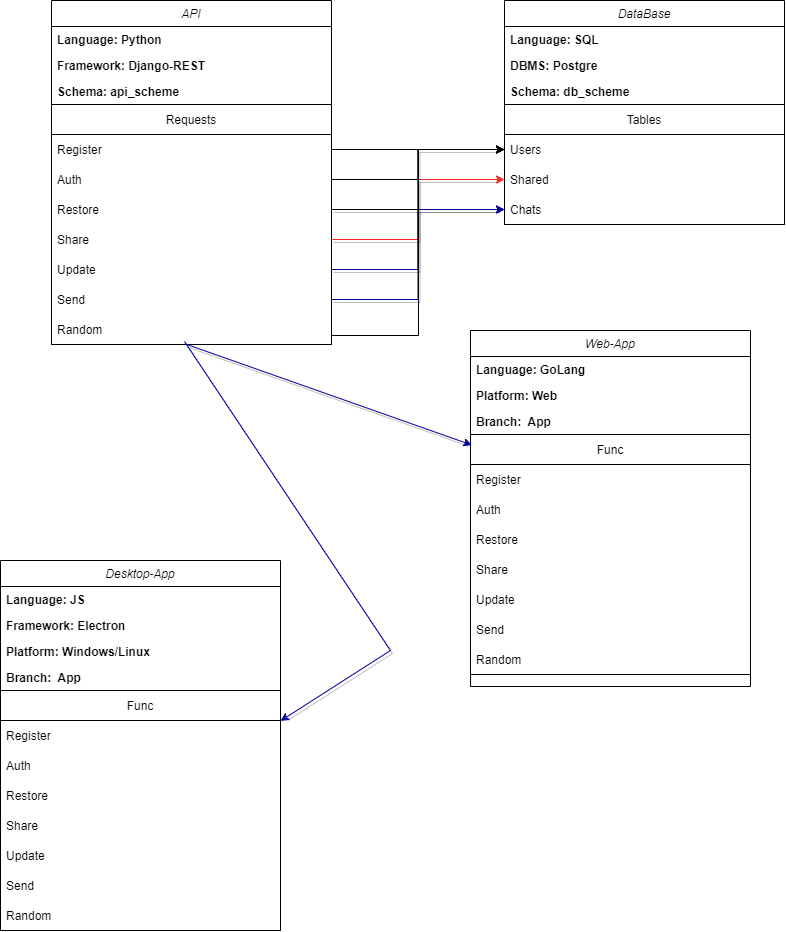 API
Language: Python
Framework: Django-REST
Schema: api_scheme
Requests
Register
Auth
Restore
Share
Update
Send
Random
DataBase
Language: SQL
DBMS: Postgre
Schema: db_scheme
Tables
Users
Shared
Chats
Web-App
Language: GoLang
Platform: Web
Branch: App
Func
Register
Auth
Restore
Share
Update
Send
Random
Desktop-App
Language: JS
Framework: Electron
Platform: Windows/Linux
Branch: App
Func
Register
Auth
Restore
Share
Update
Send
Random